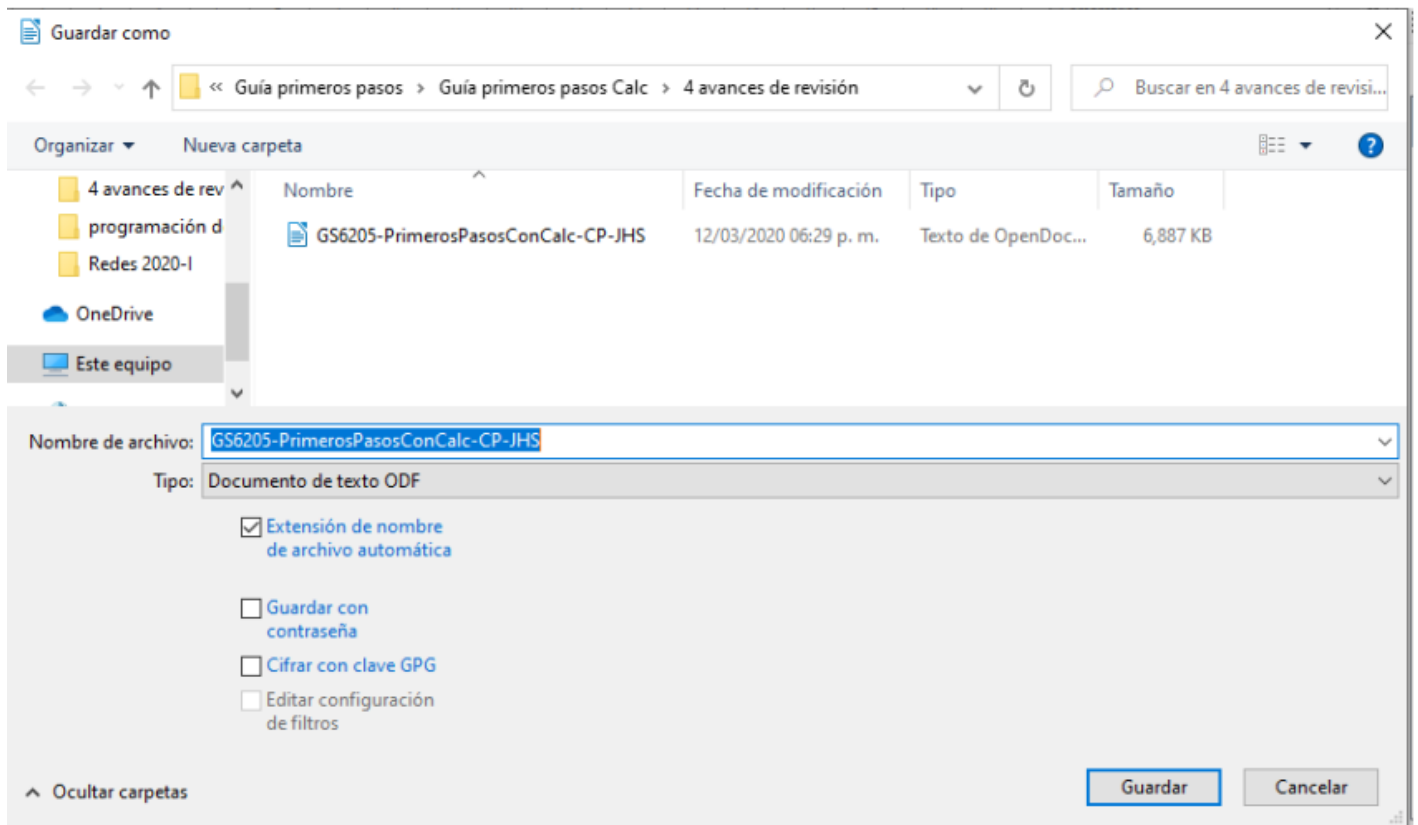 Guardar como
« Guía primeros pasos > Guía primeros pasos Calc > 4 avances de revisión
Buscar en 4 avances de revisi...
Organizar Nueva carpeta
?
4 avances de rev
programación d
Redes 2020-I
OneDrive
Este equipo
Nombre Fecha de modificación Tipo Tamaño
GS6205-PrimerosPasosConCalc-CP-JHS 12/03/2020 06:29 p. m. Texto de OpenDoc... 6,887 KB
Nombre de archivo: GS6205-PrimerosPasosConCalc-CP-JHS
Tipo: Documento de texto ODF
Extensión de nombre
de archivo automática
Guardar con
contraseña
Cifrar con clave GPG
Editar configuración
de filtros
Ocultar carpetas
Guardar Cancelar